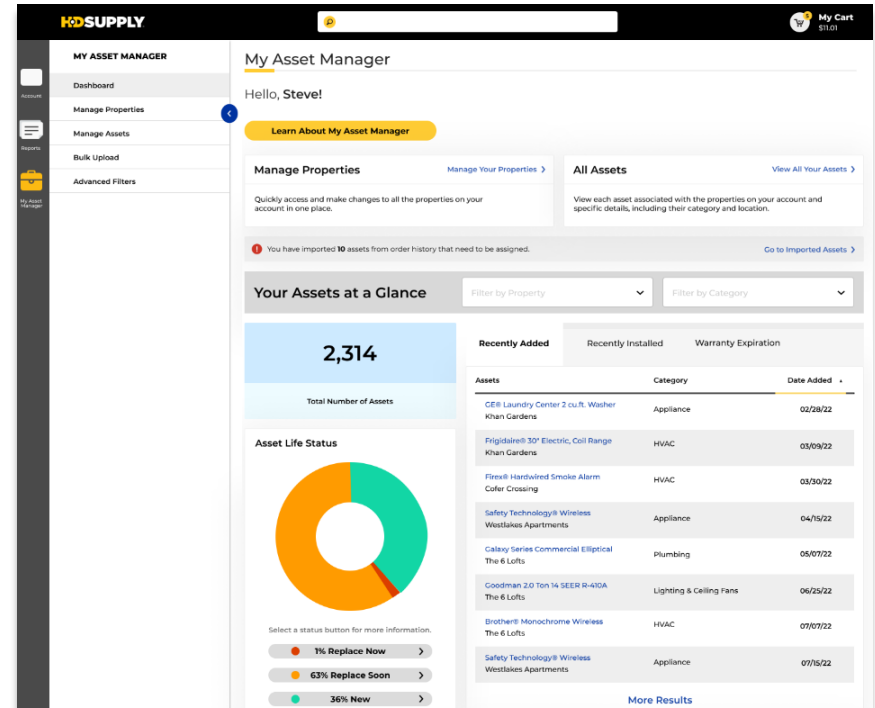 HDSUPPLY
5
My Cart
$11.01
Account
Reports
My Asset
Manager
MY ASSET MANAGER
Dashboard
Manage Properties
Manage Assets
Bulk Upload
Advanced Filters
My Asset Manager
Hello, Steve!
Learn About My Asset Manager
Manage Properties
Manage Your Properties
Quickly access and make changes to all the properties on your
account in one place.
All Assets
View All Your Assets
View each asset associated with the properties on your account and
specific details, including their category and location.
You have imported 10 assets from order history that need to be assigned.
Go to Imported Assets
Your Assets at a Glance
Filter by Property
Filter by Category
2,314
Total Number of Assets
Asset Life Status
Select a status button for more information.
1% Replace Now
63% Replace Soon
36% New
Recently Added Recently Installed Warranty Expiration
Assets Category Date Added
GE® Laundry Center 2 cu.ft. Washer
Khan Gardens
Appliance
02/28/22
Frigidaire® 30" Electric, Coil Range
Khan Gardens
HVAC
03/09/22
Firex® Hardwired Smoke Alarm
Cofer Crossing
HVAC
03/30/22
Safety Technology® Wireless
Westlakes Apartments
Appliance
04/15/22
Galaxy Series Commercial Elliptical
The 6 Lofts
Plumbing
05/07/22
Goodman 2.0 Ton 14 SEER R-410A
The 6 Lofts
Lighting & Ceiling Fans
06/25/22
Brother® Monochrome Wireless
The 6 Lofts
HVAC
07/07/22
Safety Technology® Wireless
Westlakes Apartments
Appliance
07/15/22
More Results